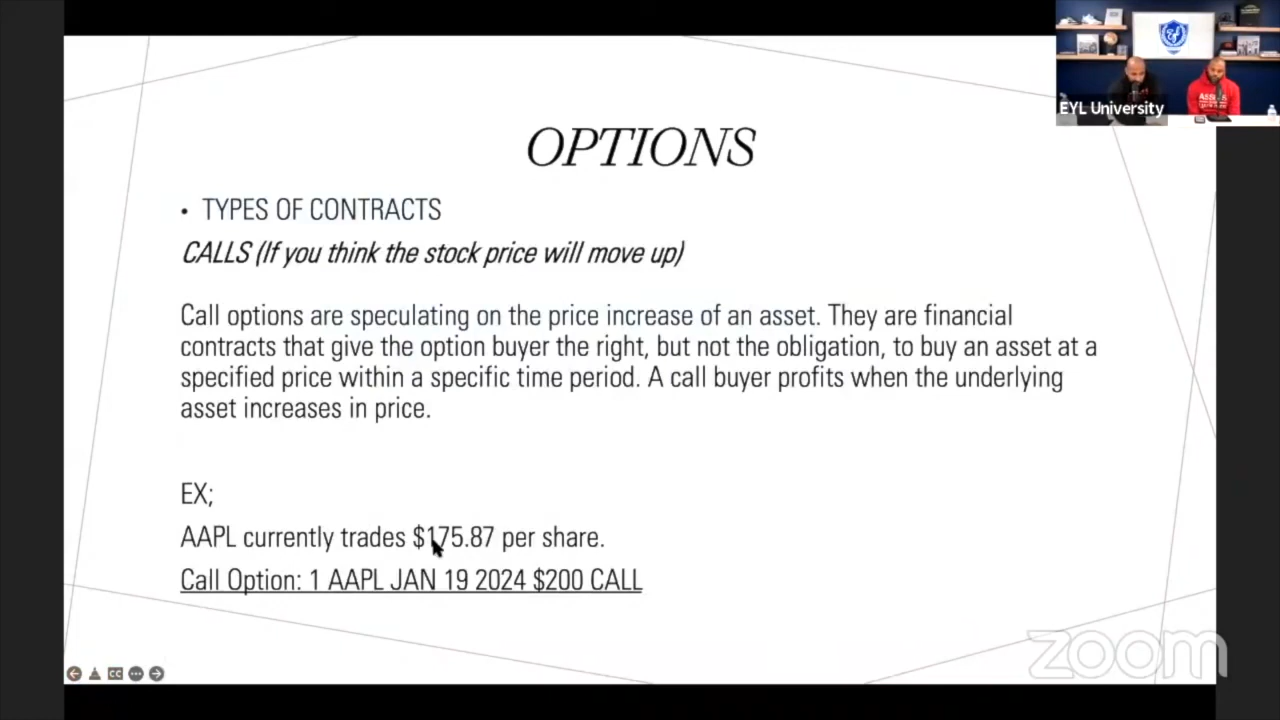 EYL University
OPTIONS
• TYPES OF CONTRACTS
CALLS (If you think the stock price will move up)
Call options are speculating on the price increase of an asset. They are financial
contracts that give the option buyer the right, but not the obligation, to buy an asset at a
specified price within a specific time period. A call buyer profits when the underlying
asset increases in price.
EX;
AAPL currently trades $175.87 per share.
Call Option: 1 AAPL JAN 19 2024 $200 CALL
CC
zoom